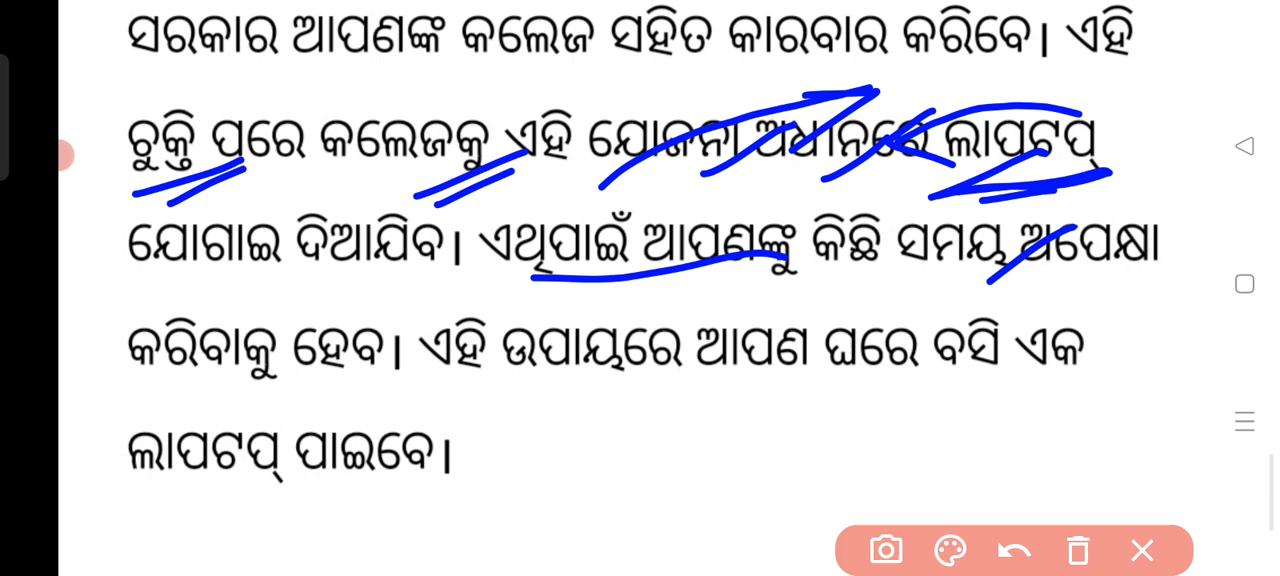 ସରକାର ଆପଣଙ୍କ କଲେଜ ସହିତ କାରବାର କରିବେ। ଏହି
ଚୁକ୍ତି ପରେ କଲେଜକୁ ଏହି ଯୋଜନା ଅଧୀନରେ ଲାପଟପ୍
ଯୋଗାଇ ଦିଆଯିବ। ଏଥିପାଇଁ ଆପଣଙ୍କୁ କିଛି ସମୟ ଅପେକ୍ଷା
କରିବାକୁ ହେବ। ଏହି ଉପାୟରେ ଆପଣ ଘରେ ବସି ଏକ
ଲାପଟପ୍ ପାଇବେ।